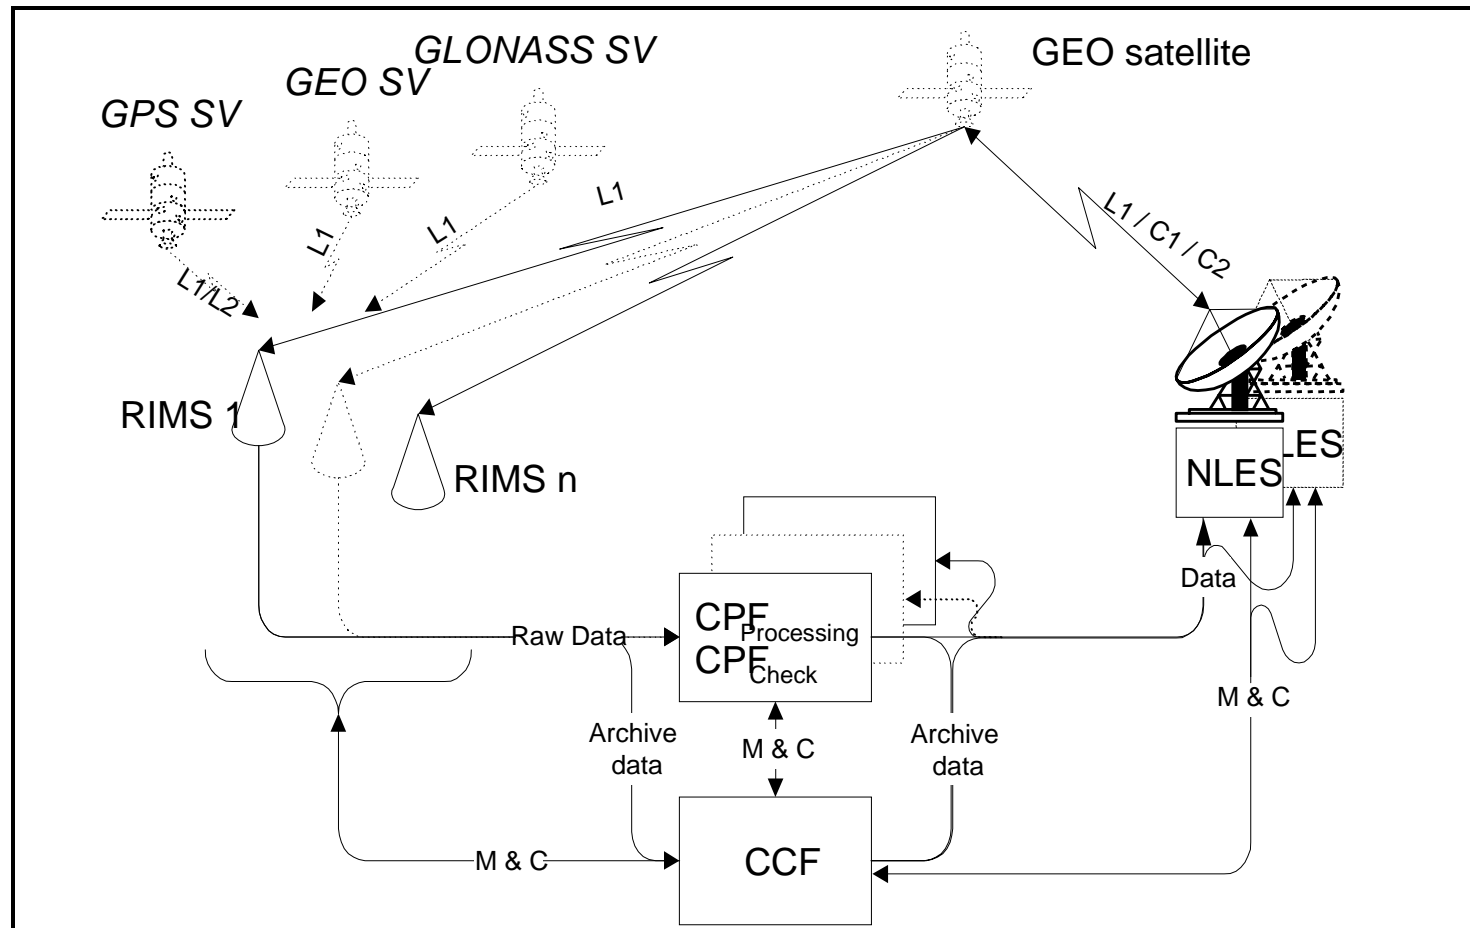 GLONASS SV
GEO satellite
GEO SV
GPS SV
L1
L1
L1
L1/L2
L1 / C1 / C2
RIMS 1
RIMS n
NLES
LES
Data
CPF
Processing
CPF
Check
Raw Data
M & C
Archive
data
M & C
Archive
data
M & C
CCF